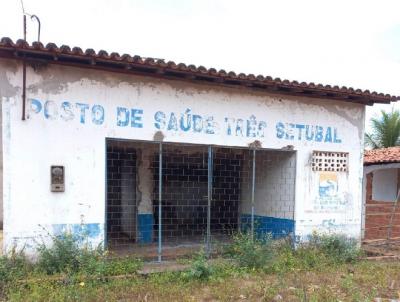 POSTO DE SAÚDE TRÊS SETUBAL